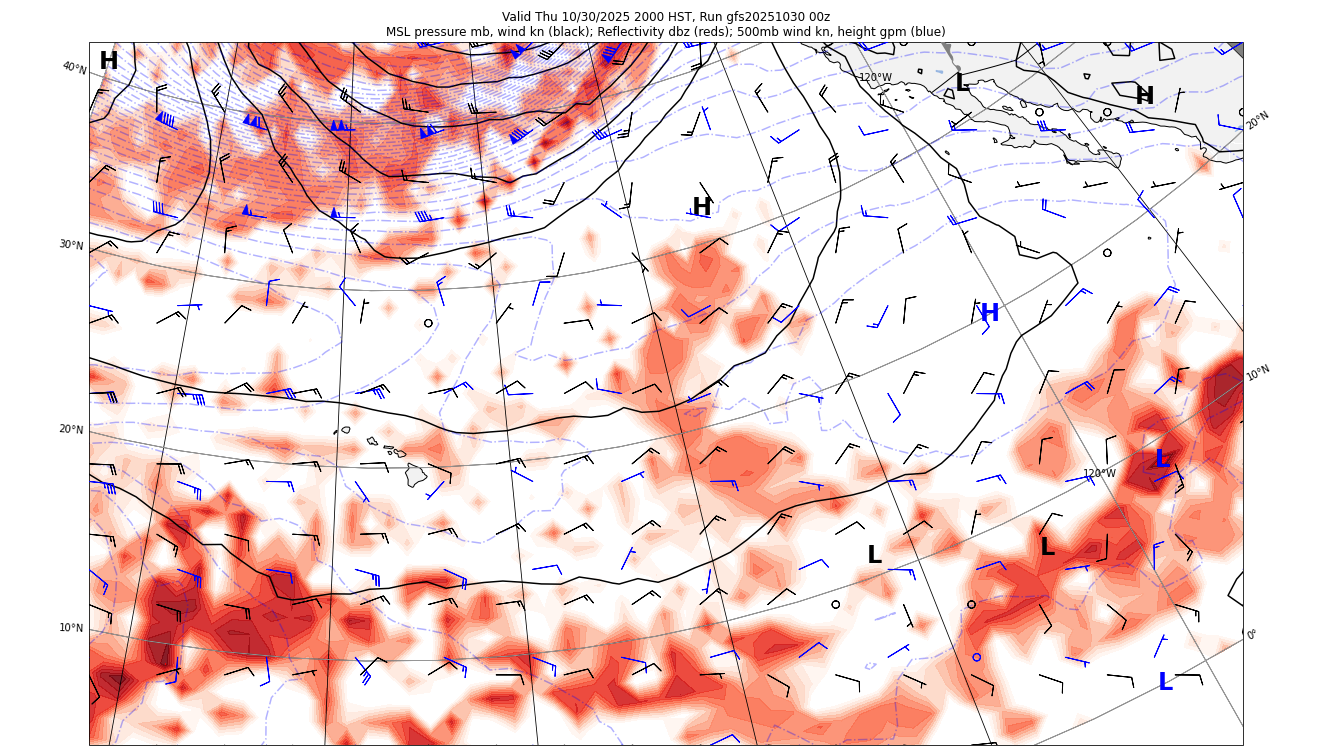 Valid Thu 10/30/2025 2000 HST, Run gfs20251030 00z
MSL pressure mb, wind kn (black); Reflectivity dbz (reds); 500mb wind kn, height gpm (blue)
H
40°N
120°W
L
H
20°N
H
30°N
H
10°N
20°N
L
120°W
L
L
10°N
0°
L